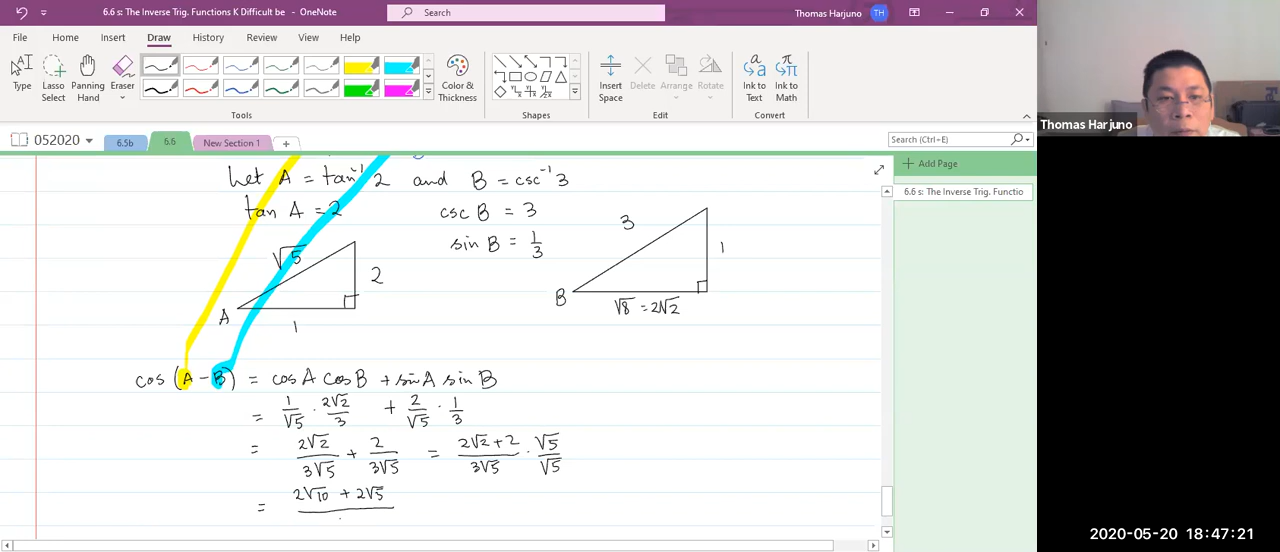 6.6 s: The Inverse Trig. Functions K Difficult be - OneNote
Search
Thomas Harjuno TH
File Home Insert Draw History Review View Help
Type Lasso Select Panning Hand Eraser Color & Thickness Insert Space Delete Arrange Rotate Ink to Text Ink to Math
Tools Shapes Edit Convert
052020 6.5b 6.6 New Section 1 +
Search (Ctrl+E)
Add Page
6.6 s: The Inverse Trig. Functio
Thomas Harjuno
Let A = tan⁻¹ 2 and B = csc⁻¹ 3
tan A = 2 csc B = 3
sin B = 1/3
√5 2 1 A
3 1 B √8 = 2√2
cos (A − B) = cos A cos B + sin A sin B
= 1/√5 · 2√2/3 + 2/√5 · 1/3
= 2√2/3√5 + 2/3√5 = 2√2 + 2/3√5 · √5/√5
= 2√10 + 2√5
2020-05-20 18:47:21